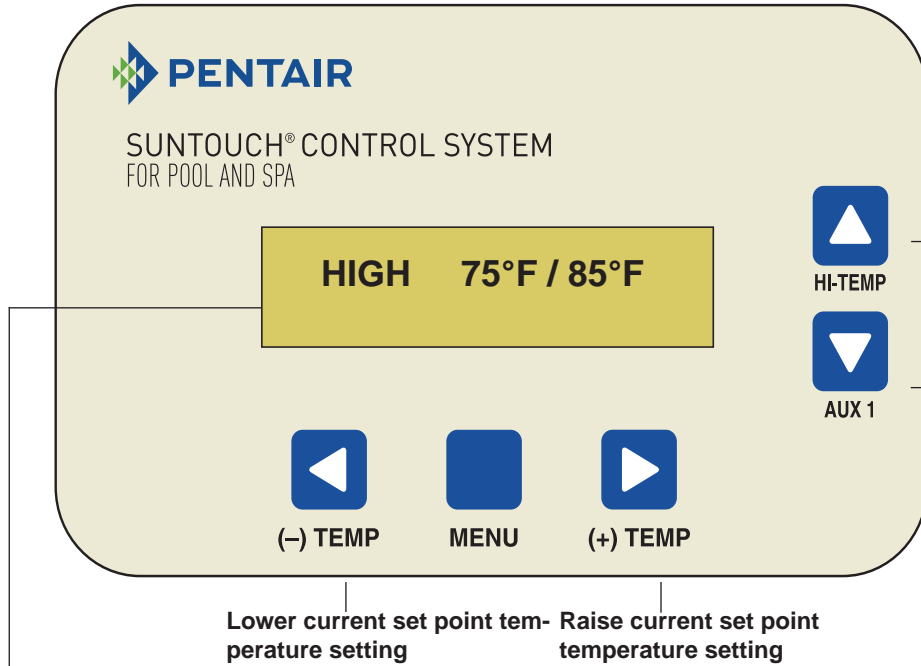 PENTAIR
SUNTOUCH® CONTROL SYSTEM
FOR POOL AND SPA
HIGH 75°F / 85°F
HI-TEMP
AUX 1
(–) TEMP
MENU
(+) TEMP
Lower current set point tem-
perature setting
Raise current set point
temperature setting